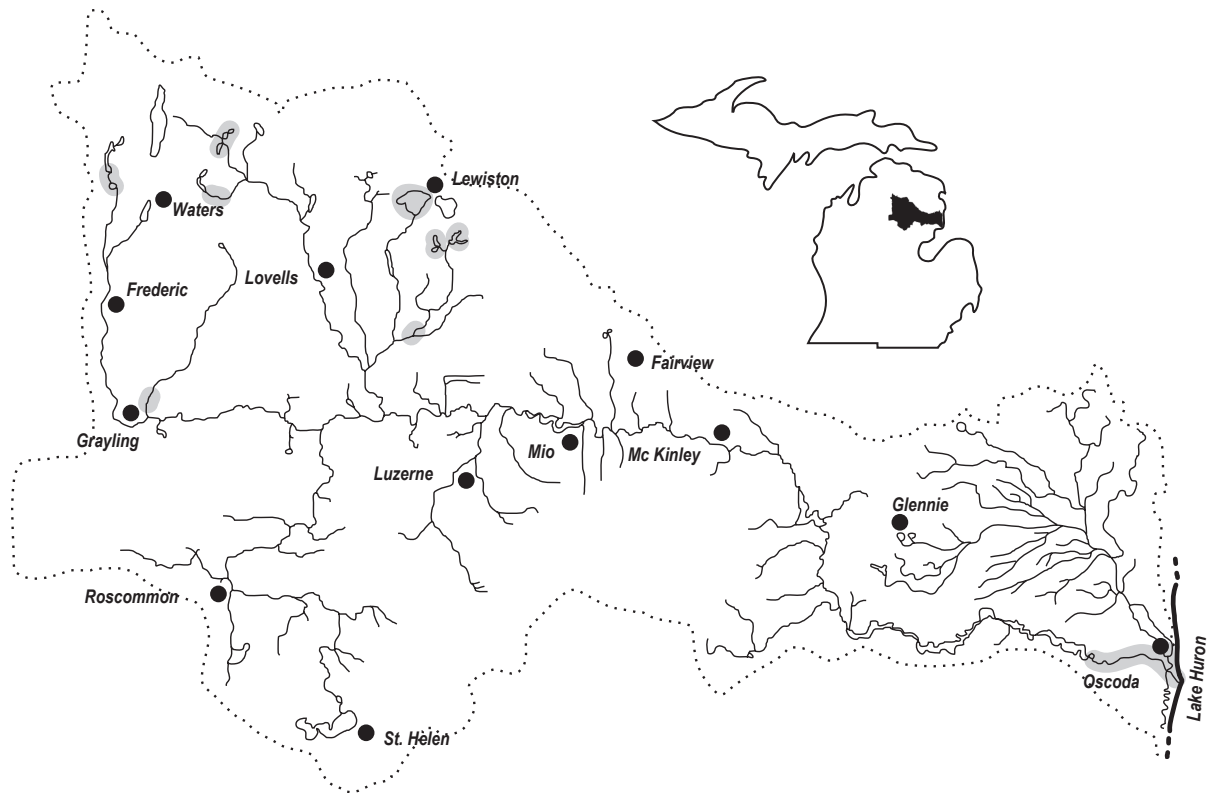 Lewiston
Waters
Lovells
Frederic
Fairview
Grayling
Mio
Mc Kinley
Luzerne
Glennie
Roscommon
Oscoda
Lake Huron
St. Helen